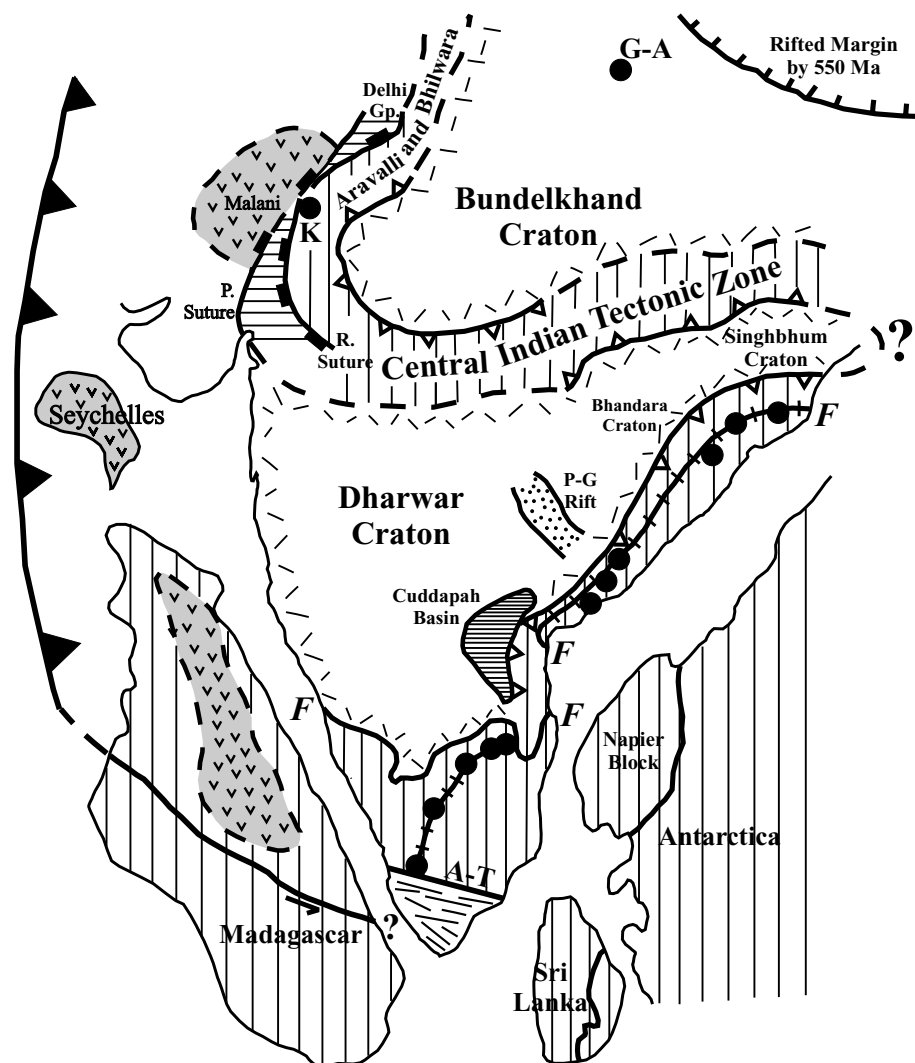 G-A
Rifted Margin
by 550 Ma
Delhi
Gp.
Aravalli and Bhilwara
Malani
K
Bundelkhand
Craton
P.
Suture
R.
Suture
Central Indian Tectonic Zone
Singhbhum
Craton
?
Seychelles
Bhandara
Craton
F
P-G
Rift
Dharwar
Craton
Cuddapah
Basin
F
F
F
Napier
Block
Antarctica
A-T
Madagascar
?
Sri
Lanka